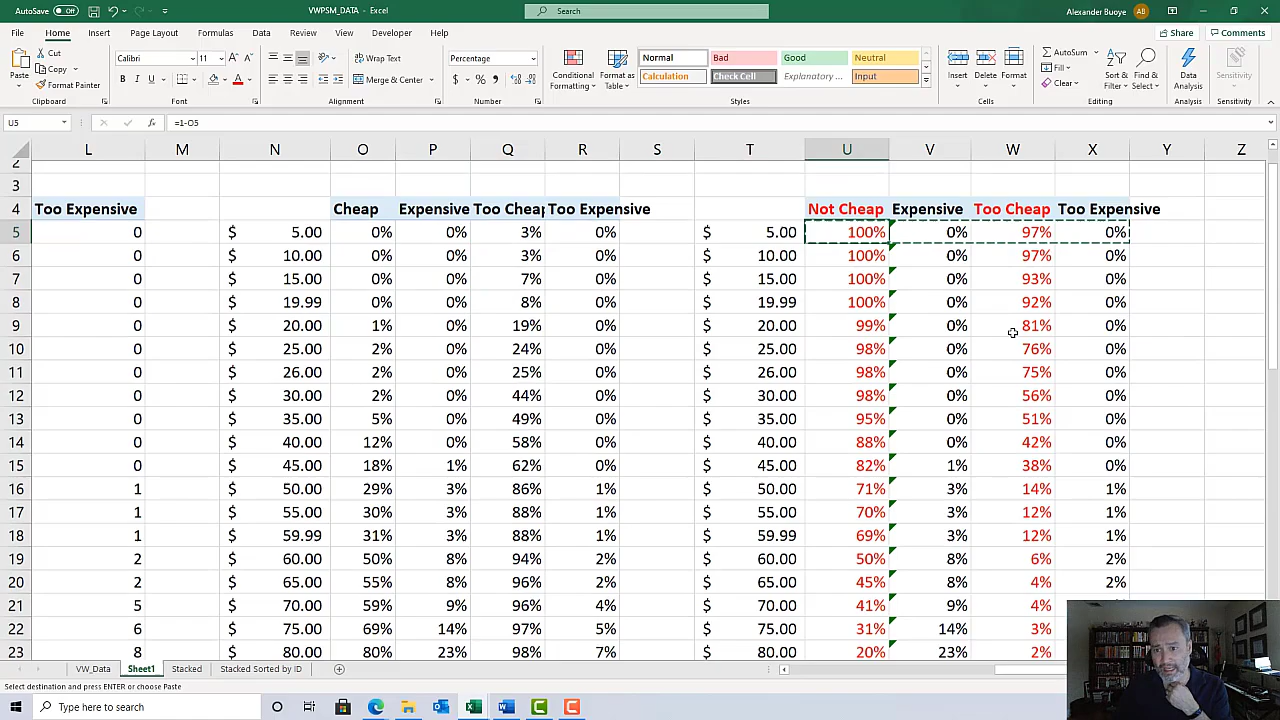 AutoSave Off VWPSM_DATA - Excel Search Alexander Buoye AB
File Home Insert Page Layout Formulas Data Review View Developer Help Share Comments
Paste Cut Copy Format Painter Calibri 11 Wrap Text Merge & Center Percentage Conditional Formatting Format as Table Normal Bad Good Neutral Calculation Check Cell Explanatory ... Input Insert Delete Format AutoSum Fill Clear Sort & Filter Find & Select Data Analysis Sensitivity
Clipboard Font Alignment Number Styles Cells Editing Analysis Sensitivity
U5 =1-O5
L M N O P Q R S T U V W X Y Z
2
3
4 Too Expensive Cheap Expensive Too Cheap Too Expensive Not Cheap Expensive Too Cheap Too Expensive
5 0 $ 5.00 0% 0% 3% 0% $ 5.00 100% 0% 97% 0%
6 0 $ 10.00 0% 0% 3% 0% $ 10.00 100% 0% 97% 0%
7 0 $ 15.00 0% 0% 7% 0% $ 15.00 100% 0% 93% 0%
8 0 $ 19.99 0% 0% 8% 0% $ 19.99 100% 0% 92% 0%
9 0 $ 20.00 1% 0% 19% 0% $ 20.00 99% 0% 81% 0%
10 0 $ 25.00 2% 0% 24% 0% $ 25.00 98% 0% 76% 0%
11 0 $ 26.00 2% 0% 25% 0% $ 26.00 98% 0% 75% 0%
12 0 $ 30.00 2% 0% 44% 0% $ 30.00 98% 0% 56% 0%
13 0 $ 35.00 5% 0% 49% 0% $ 35.00 95% 0% 51% 0%
14 0 $ 40.00 12% 0% 58% 0% $ 40.00 88% 0% 42% 0%
15 0 $ 45.00 18% 1% 62% 0% $ 45.00 82% 1% 38% 0%
16 1 $ 50.00 29% 3% 86% 1% $ 50.00 71% 3% 14% 1%
17 1 $ 55.00 30% 3% 88% 1% $ 55.00 70% 3% 12% 1%
18 1 $ 59.99 31% 3% 88% 1% $ 59.99 69% 3% 12% 1%
19 2 $ 60.00 50% 8% 94% 2% $ 60.00 50% 8% 6% 2%
20 2 $ 65.00 55% 8% 96% 2% $ 65.00 45% 8% 4% 2%
21 5 $ 70.00 59% 9% 96% 4% $ 70.00 41% 9% 4%
22 6 $ 75.00 69% 14% 97% 5% $ 75.00 31% 14% 3%
23 8 $ 80.00 80% 23% 98% 7% $ 80.00 20% 23% 2%
VW_Data Sheet1 Stacked Stacked Sorted by ID
Select destination and press ENTER or choose Paste
Type here to search